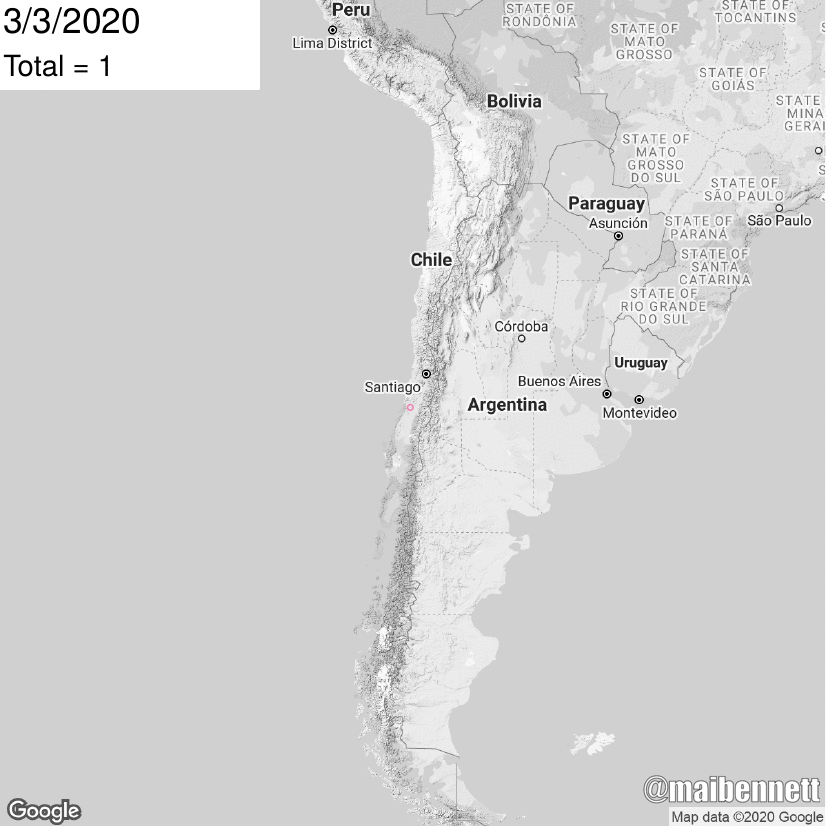 3/3/2020
Total = 1
Peru
Lima District
STATE OF
RONDÔNIA
STATE OF
TOCANTINS
STATE OF
MATO
GROSSO
STATE OF
GOIÁS
Bolivia
STATE
MINA
GERAI
STATE OF
MATO
GROSSO
DO SUL
STATE OF
SÃO PAULO
São Paulo
Paraguay
Asunción
STATE OF
PARANÁ
Chile
STATE OF
SANTA
CATARINA
STATE OF
RIO GRANDE
DO SUL
Córdoba
Uruguay
Santiago
Buenos Aires
Argentina
Montevideo
@maibennett
Google
Map data ©2020 Google